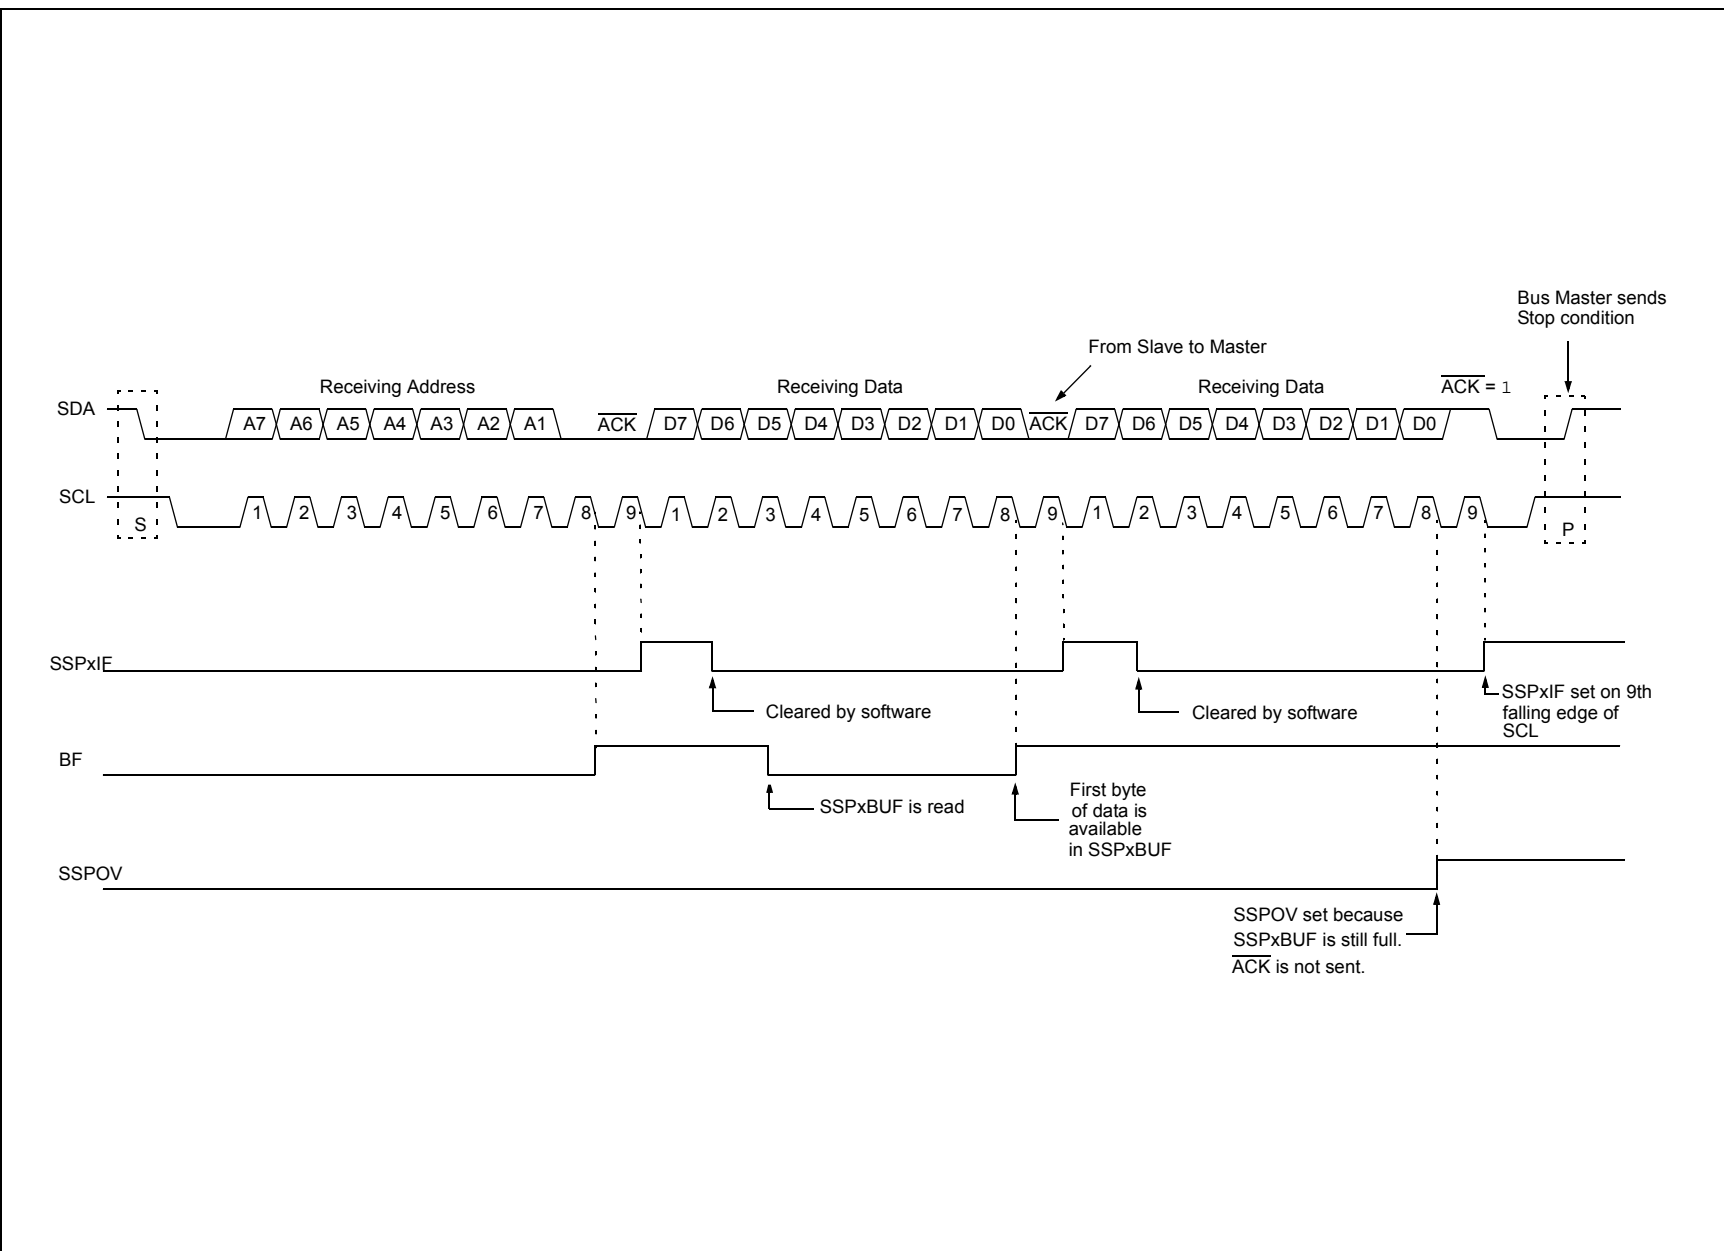 Bus Master sends
Stop condition
From Slave to Master
Receiving Address
Receiving Data
Receiving Data
ACK = 1
SDA
A7 A6 A5 A4 A3 A2 A1 ACK D7 D6 D5 D4 D3 D2 D1 D0 ACK D7 D6 D5 D4 D3 D2 D1 D0
SCL
S
1 2 3 4 5 6 7 8 9 1 2 3 4 5 6 7 8 9 1 2 3 4 5 6 7 8 9
P
SSPxIF
Cleared by software
Cleared by software
SSPxIF set on 9th
falling edge of
SCL
BF
SSPxBUF is read
First byte
of data is
available
in SSPxBUF
SSPOV
SSPOV set because
SSPxBUF is still full.
ACK is not sent.